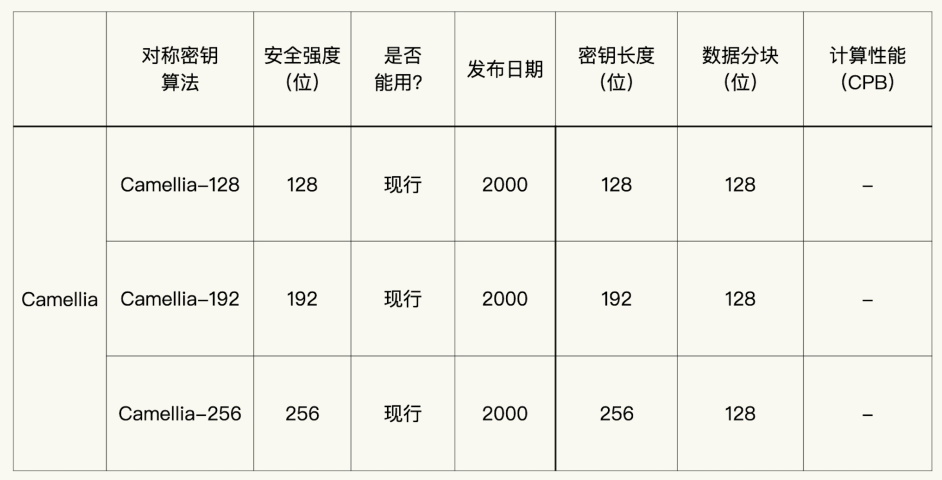 对称密钥
算法
安全强度
（位）
是否
能用？
发布日期
密钥长度
（位）
数据分块
（位）
计算性能
（CPB）
Camellia
Camellia-128
128
现行
2000
128
128
-
Camellia-192
192
现行
2000
192
128
-
Camellia-256
256
现行
2000
256
128
-